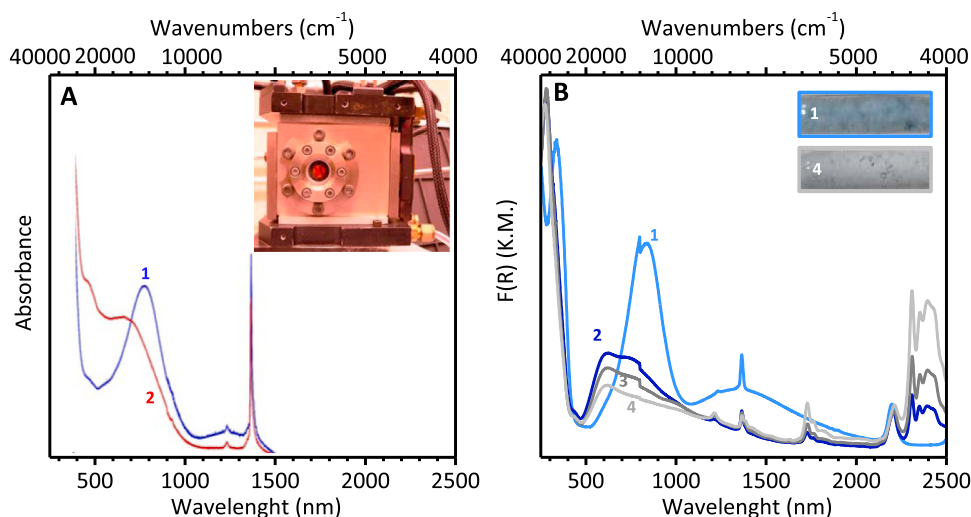 Wavenumbers (cm-1)
40000 20000 10000 5000 4000
A
1
2
Absorbance
500 1000 1500 2000 2500
Wavelenght (nm)
Wavenumbers (cm-1)
40000 20000 10000 5000 4000
B
1
4
1
2
3
4
F(R) (K.M.)
500 1000 1500 2000 2500
Wavelenght (nm)